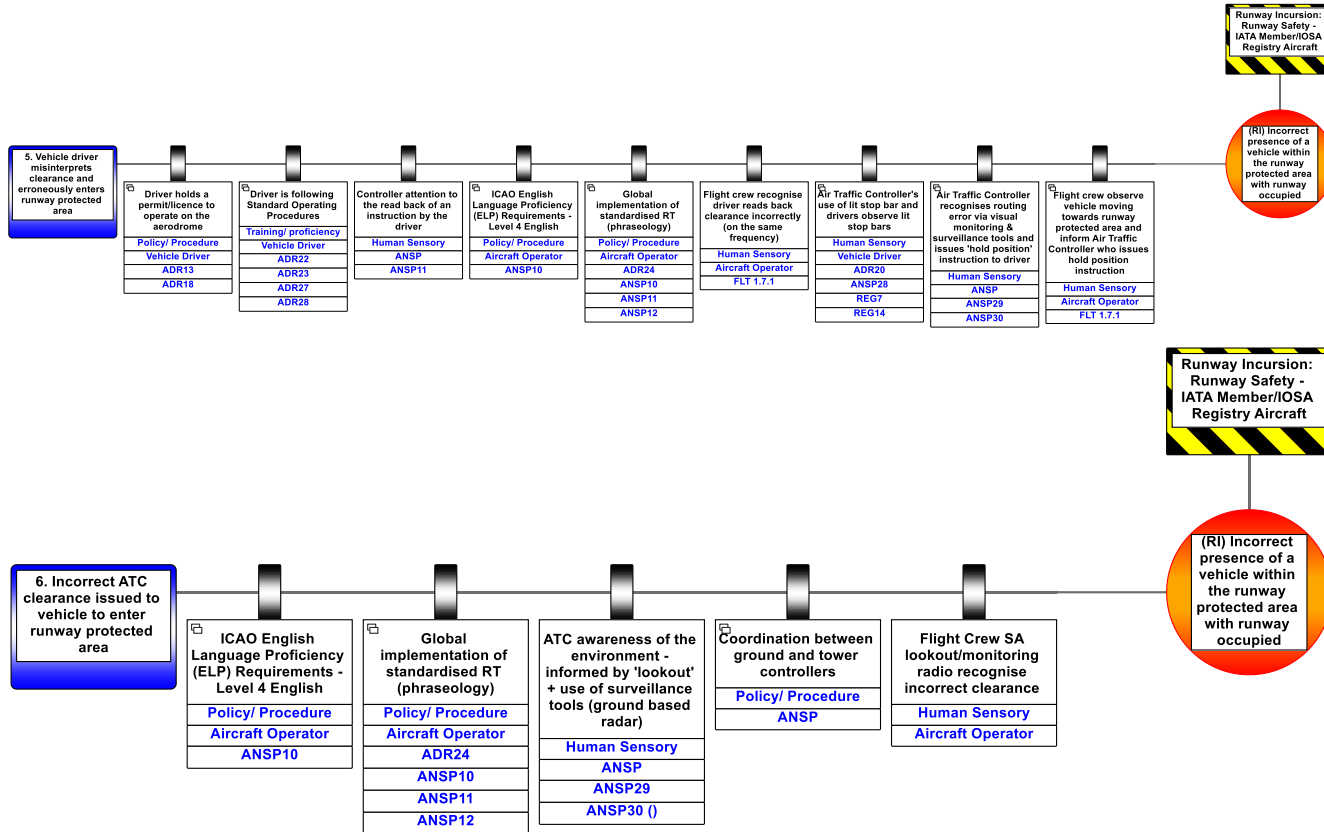 Runway Incursion:
Runway Safety -
IATA Member/IOSA
Registry Aircraft
5. Vehicle driver
misinterprets
clearance and
erroneously enters
runway protected
area
Driver holds a
permit/licence to
operate on the
aerodrome
Policy/ Procedure
Vehicle Driver
ADR13
ADR18
Driver is following
Standard Operating
Procedures
Training/ proficiency
Vehicle Driver
ADR22
ADR23
ADR27
ADR28
Controller attention to
the read back of an
instruction by the
driver
Human Sensory
ANSP
ANSP11
ICAO English
Language Proficiency
(ELP) Requirements -
Level 4 English
Policy/ Procedure
Aircraft Operator
ANSP10
Global
implementation of
standardised RT
(phraseology)
Policy/ Procedure
Aircraft Operator
ADR24
ANSP10
ANSP11
ANSP12
Flight crew recognise
driver reads back
clearance incorrectly
(on the same
frequency)
Human Sensory
Aircraft Operator
FLT 1.7.1
Air Traffic Controller's
use of lit stop bar and
drivers observe lit
stop bars
Human Sensory
Vehicle Driver
ADR20
ANSP28
REG7
REG14
Air Traffic Controller
recognises routing
error via visual
monitoring &
surveillance tools and
issues 'hold position'
instruction to driver
Human Sensory
ANSP
ANSP29
ANSP30
Flight crew observe
vehicle moving
towards runway
protected area and
inform Air Traffic
Controller who issues
hold position
instruction
Human Sensory
Aircraft Operator
FLT 1.7.1
(RI) Incorrect
presence of a
vehicle within
the runway
protected area
with runway
occupied
Runway Incursion:
Runway Safety -
IATA Member/IOSA
Registry Aircraft
6. Incorrect ATC
clearance issued to
vehicle to enter
runway protected
area
ICAO English
Language Proficiency
(ELP) Requirements -
Level 4 English
Policy/ Procedure
Aircraft Operator
ANSP10
Global
implementation of
standardised RT
(phraseology)
Policy/ Procedure
Aircraft Operator
ADR24
ANSP10
ANSP11
ANSP12
ATC awareness of the
environment -
informed by 'lookout'
+ use of surveillance
tools (ground based
radar)
Human Sensory
ANSP
ANSP29
ANSP30 ()
Coordination between
ground and tower
controllers
Policy/ Procedure
ANSP
Flight Crew SA
lookout/monitoring
radio recognise
incorrect clearance
Human Sensory
Aircraft Operator
(RI) Incorrect
presence of a
vehicle within
the runway
protected area
with runway
occupied